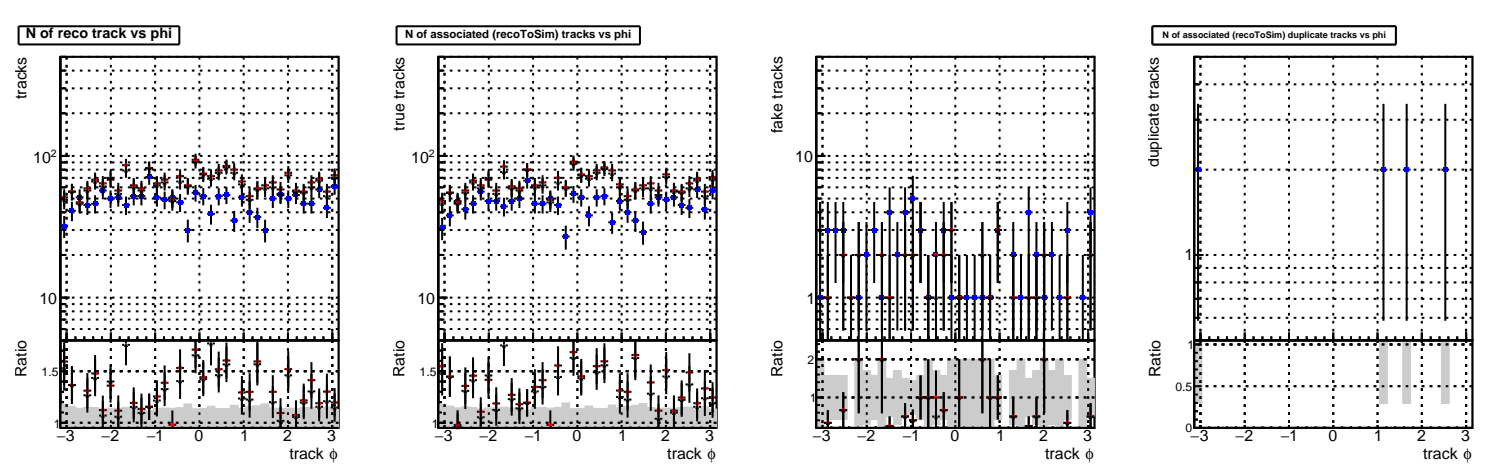 N of reco track vs phi
tracks
10²
10
Ratio
1.5
1
−3 −2 −1 0 1 2 3
track ϕ
N of associated (recoToSim) tracks vs phi
true tracks
10²
10
Ratio
1.5
1
−3 −2 −1 0 1 2 3
track ϕ
fake tracks
10
1
Ratio
2
1
−3 −2 −1 0 1 2 3
track ϕ
N of associated (recoToSim) duplicate tracks vs phi
duplicate tracks
1
Ratio
1
0.5
0
−3 −2 −1 0 1 2 3
track ϕ